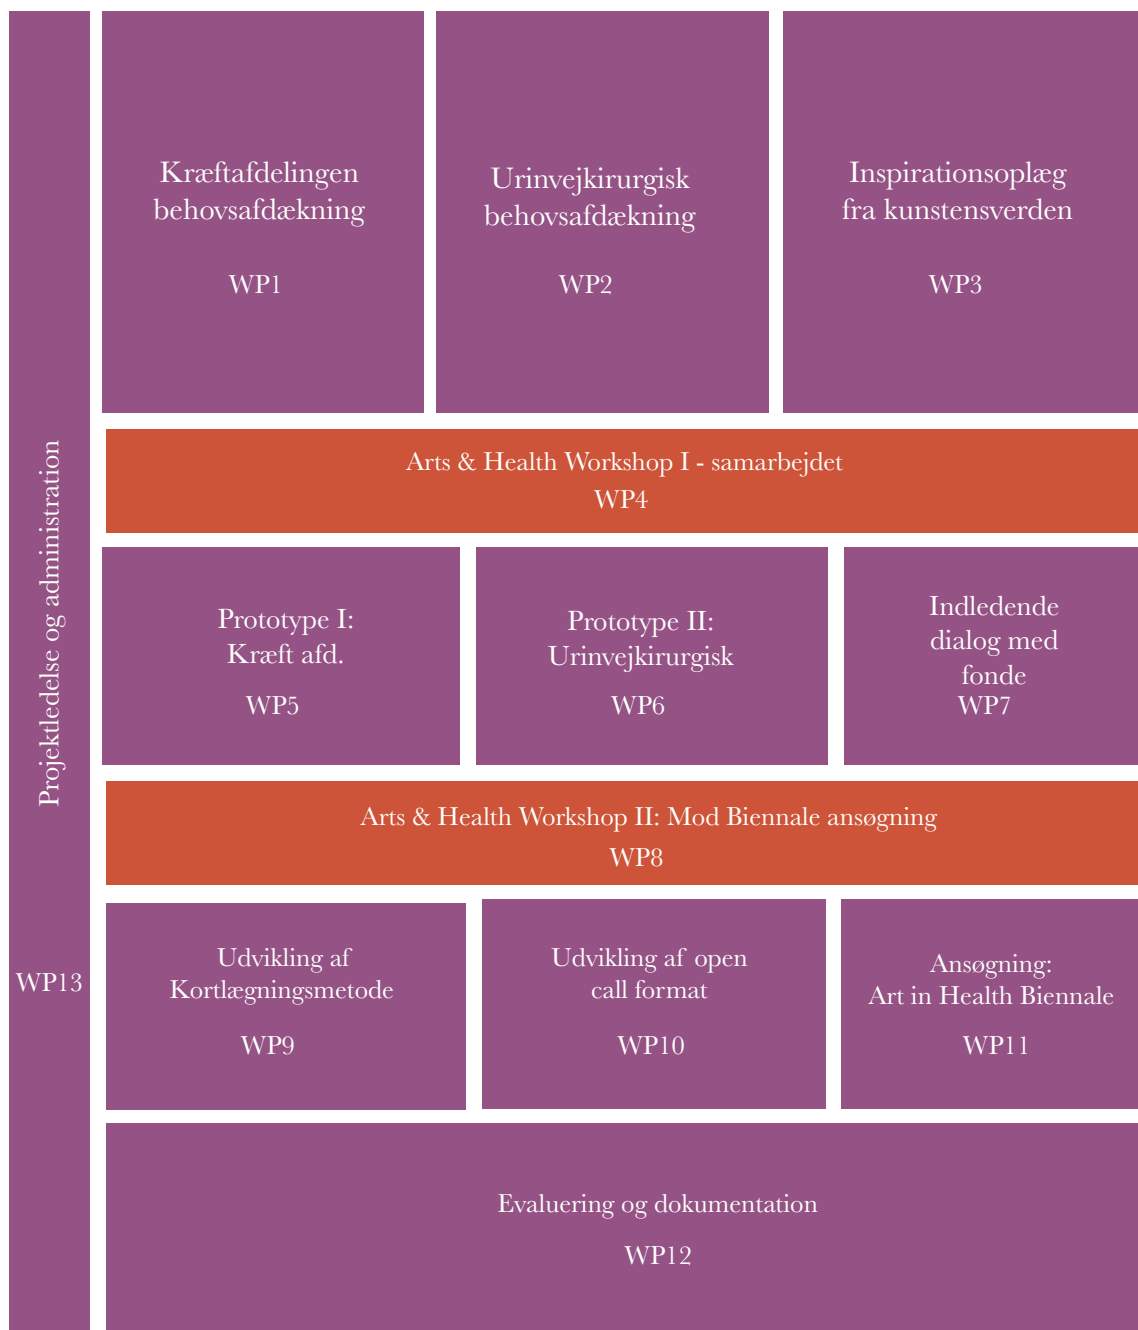 Projektledelse og administration
WP13
Kræftafdelingen
behovsafdækning
WP1
Urinvejkirurgisk
behovsafdækning
WP2
Inspirationsoplæg
fra kunstensverden
WP3
Arts & Health Workshop I - samarbejdet
WP4
Prototype I:
Kræft afd.
WP5
Prototype II:
Urinvejkirurgisk
WP6
Indledende
dialog med
fonde
WP7
Arts & Health Workshop II: Mod Biennale ansøgning
WP8
Udvikling af
Kortlægningsmetode
WP9
Udvikling af open
call format
WP10
Ansøgning:
Art in Health Biennale
WP11
Evaluering og dokumentation
WP12